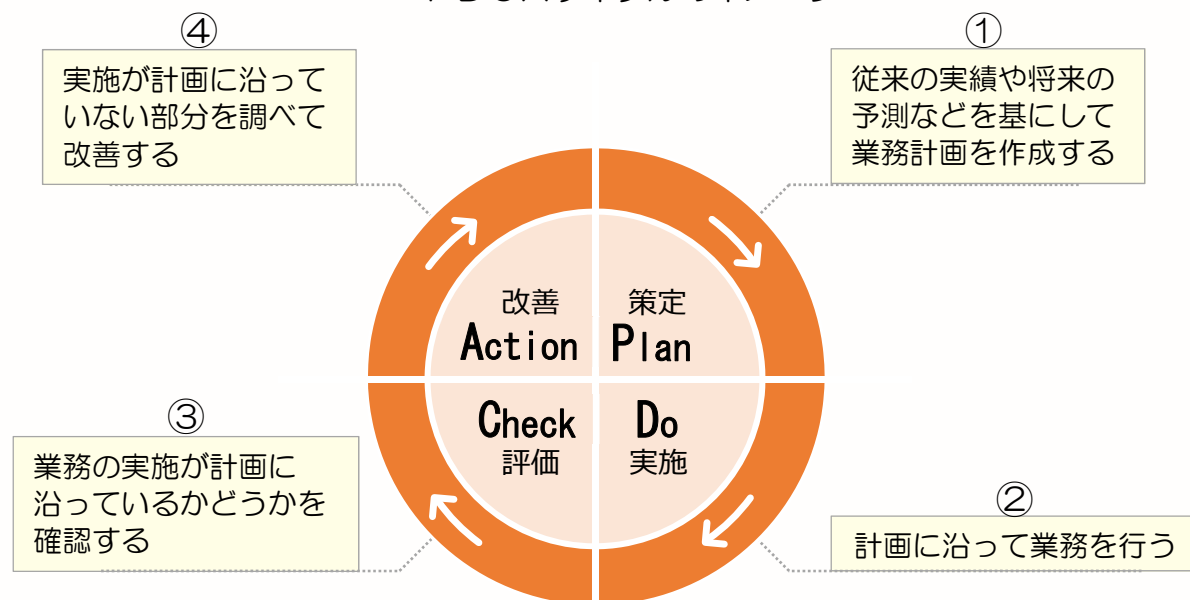 ④
実施が計画に沿って
いない部分を調べて
改善する
①
従来の実績や将来の
予測などを基にして
業務計画を作成する
改善
Action
策定
Plan
Check
評価
Do
実施
③
業務の実施が計画に
沿っているかどうかを
確認する
②
計画に沿って業務を行う